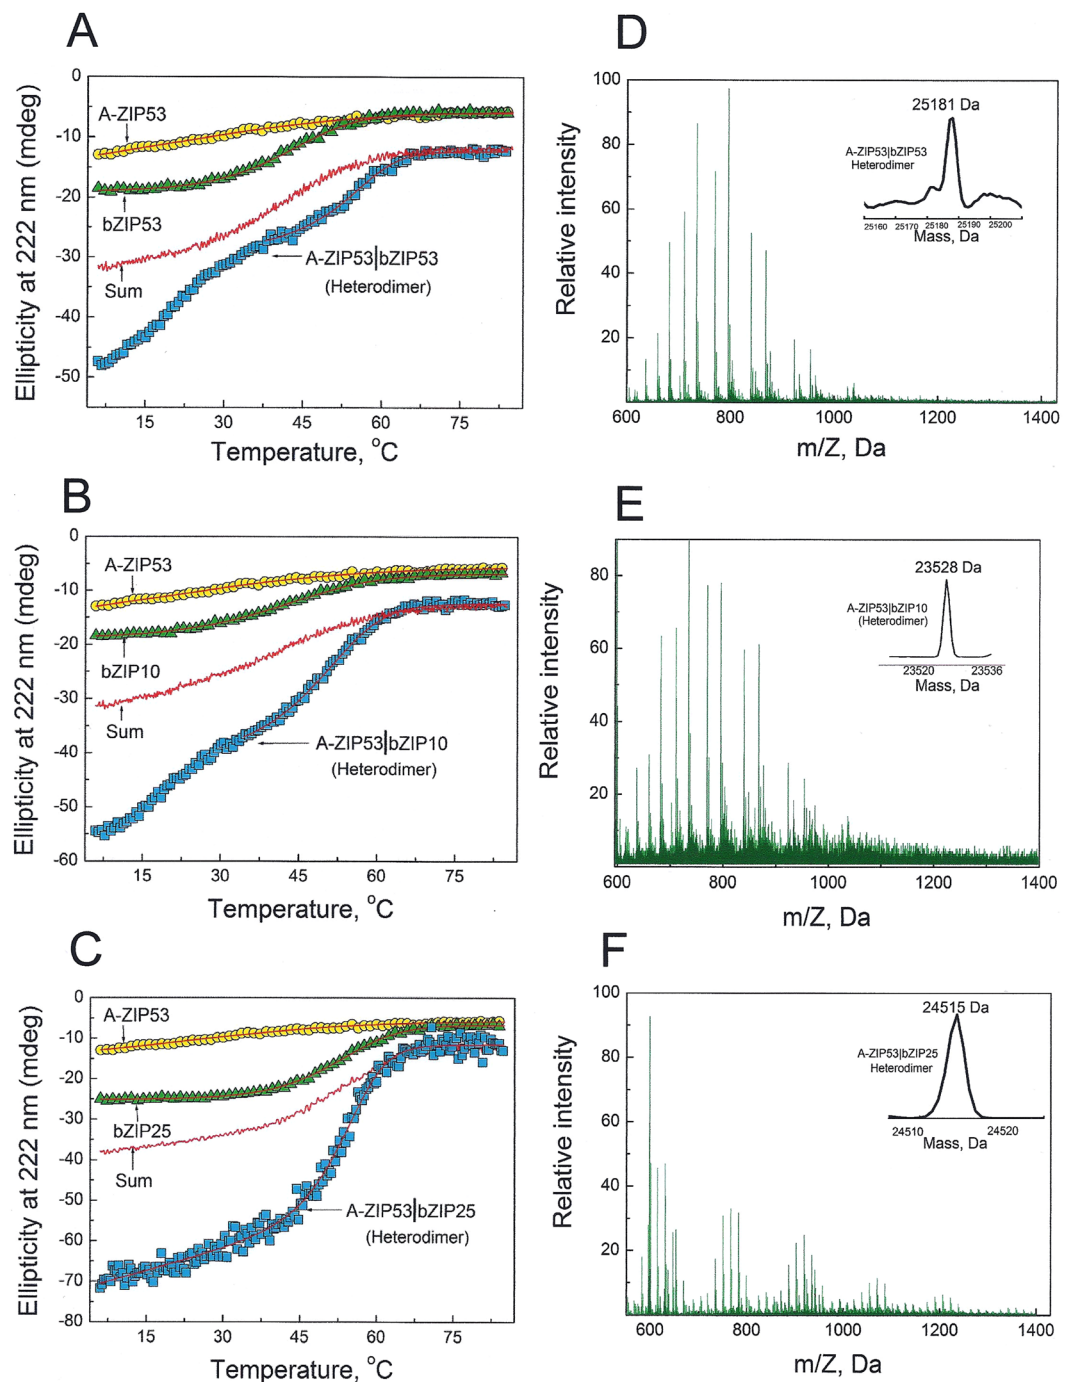 A
0
-10
-20
-30
-40
-50
A-ZIP53
bZIP53
Sum
A-ZIP53|bZIP53
(Heterodimer)
Ellipticity at 222 nm (mdeg)
15 30 45 60 75
Temperature, °C
D
100
80
60
40
20
25181 Da
A-ZIP53|bZIP53
Heterodimer
25160 25170 25180 25190 25200
Mass, Da
Relative intensity
600 800 1000 1200 1400
m/Z, Da
B
0
-10
-20
-30
-40
-50
-60
A-ZIP53
bZIP10
Sum
A-ZIP53|bZIP10
(Heterodimer)
Ellipticity at 222 nm (mdeg)
15 30 45 60 75
Temperature, °C
E
80
60
40
20
23528 Da
A-ZIP53|bZIP10
(Heterodimer)
23520 23536
Mass, Da
Relative intensity
600 800 1000 1200 1400
m/Z, Da
C
0
-10
-20
-30
-40
-50
-60
-70
-80
A-ZIP53
bZIP25
Sum
A-ZIP53|bZIP25
(Heterodimer)
Ellipticity at 222 nm (mdeg)
15 30 45 60 75
Temperature, °C
F
100
80
60
40
20
24515 Da
A-ZIP53|bZIP25
Heterodimer
24510 24520
Mass, Da
Relative intensity
600 800 1000 1200 1400
m/Z, Da